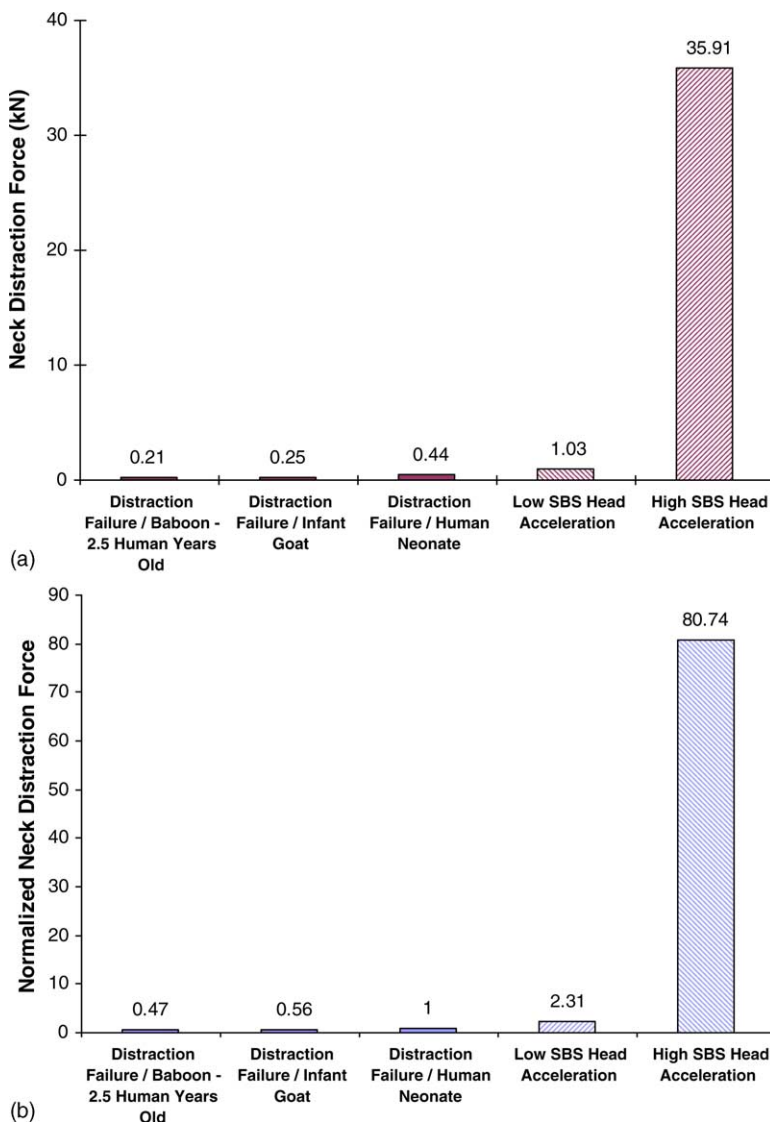 40
35.91
Neck Distraction Force (kN)
30
20
10
0.21
0.25
0.44
1.03
0
Distraction Failure / Baboon - 2.5 Human Years Old
Distraction Failure / Infant Goat
Distraction Failure / Human Neonate
Low SBS Head Acceleration
High SBS Head Acceleration
(a)
90
80.74
80
Normalized Neck Distraction Force
70
60
50
40
30
20
10
0.47
0.56
1
2.31
0
Distraction Failure / Baboon - 2.5 Human Years Old
Distraction Failure / Infant Goat
Distraction Failure / Human Neonate
Low SBS Head Acceleration
High SBS Head Acceleration
(b)